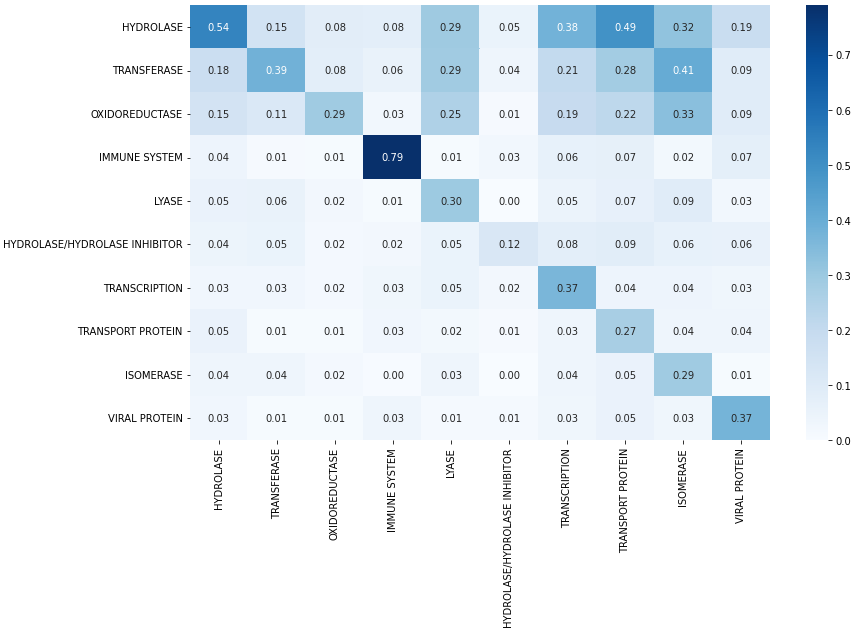 HYDROLASE 0.54 0.15 0.08 0.08 0.29 0.05 0.38 0.49 0.32 0.19
TRANSFERASE 0.18 0.39 0.08 0.06 0.29 0.04 0.21 0.28 0.41 0.09
OXIDOREDUCTASE 0.15 0.11 0.29 0.03 0.25 0.01 0.19 0.22 0.33 0.09
IMMUNE SYSTEM 0.04 0.01 0.01 0.79 0.01 0.03 0.06 0.07 0.02 0.07
LYASE 0.05 0.06 0.02 0.01 0.30 0.00 0.05 0.07 0.09 0.03
HYDROLASE/HYDROLASE INHIBITOR 0.04 0.05 0.02 0.02 0.05 0.12 0.08 0.09 0.06 0.06
TRANSCRIPTION 0.03 0.03 0.02 0.03 0.05 0.02 0.37 0.04 0.04 0.03
TRANSPORT PROTEIN 0.05 0.01 0.01 0.03 0.02 0.01 0.03 0.27 0.04 0.04
ISOMERASE 0.04 0.04 0.02 0.00 0.03 0.00 0.04 0.05 0.29 0.01
VIRAL PROTEIN 0.03 0.01 0.01 0.03 0.01 0.01 0.03 0.05 0.03 0.37
HYDROLASE
TRANSFERASE
OXIDOREDUCTASE
IMMUNE SYSTEM
LYASE
HYDROLASE/HYDROLASE INHIBITOR
TRANSCRIPTION
TRANSPORT PROTEIN
ISOMERASE
VIRAL PROTEIN
0.7
0.6
0.5
0.4
0.3
0.2
0.1
0.0